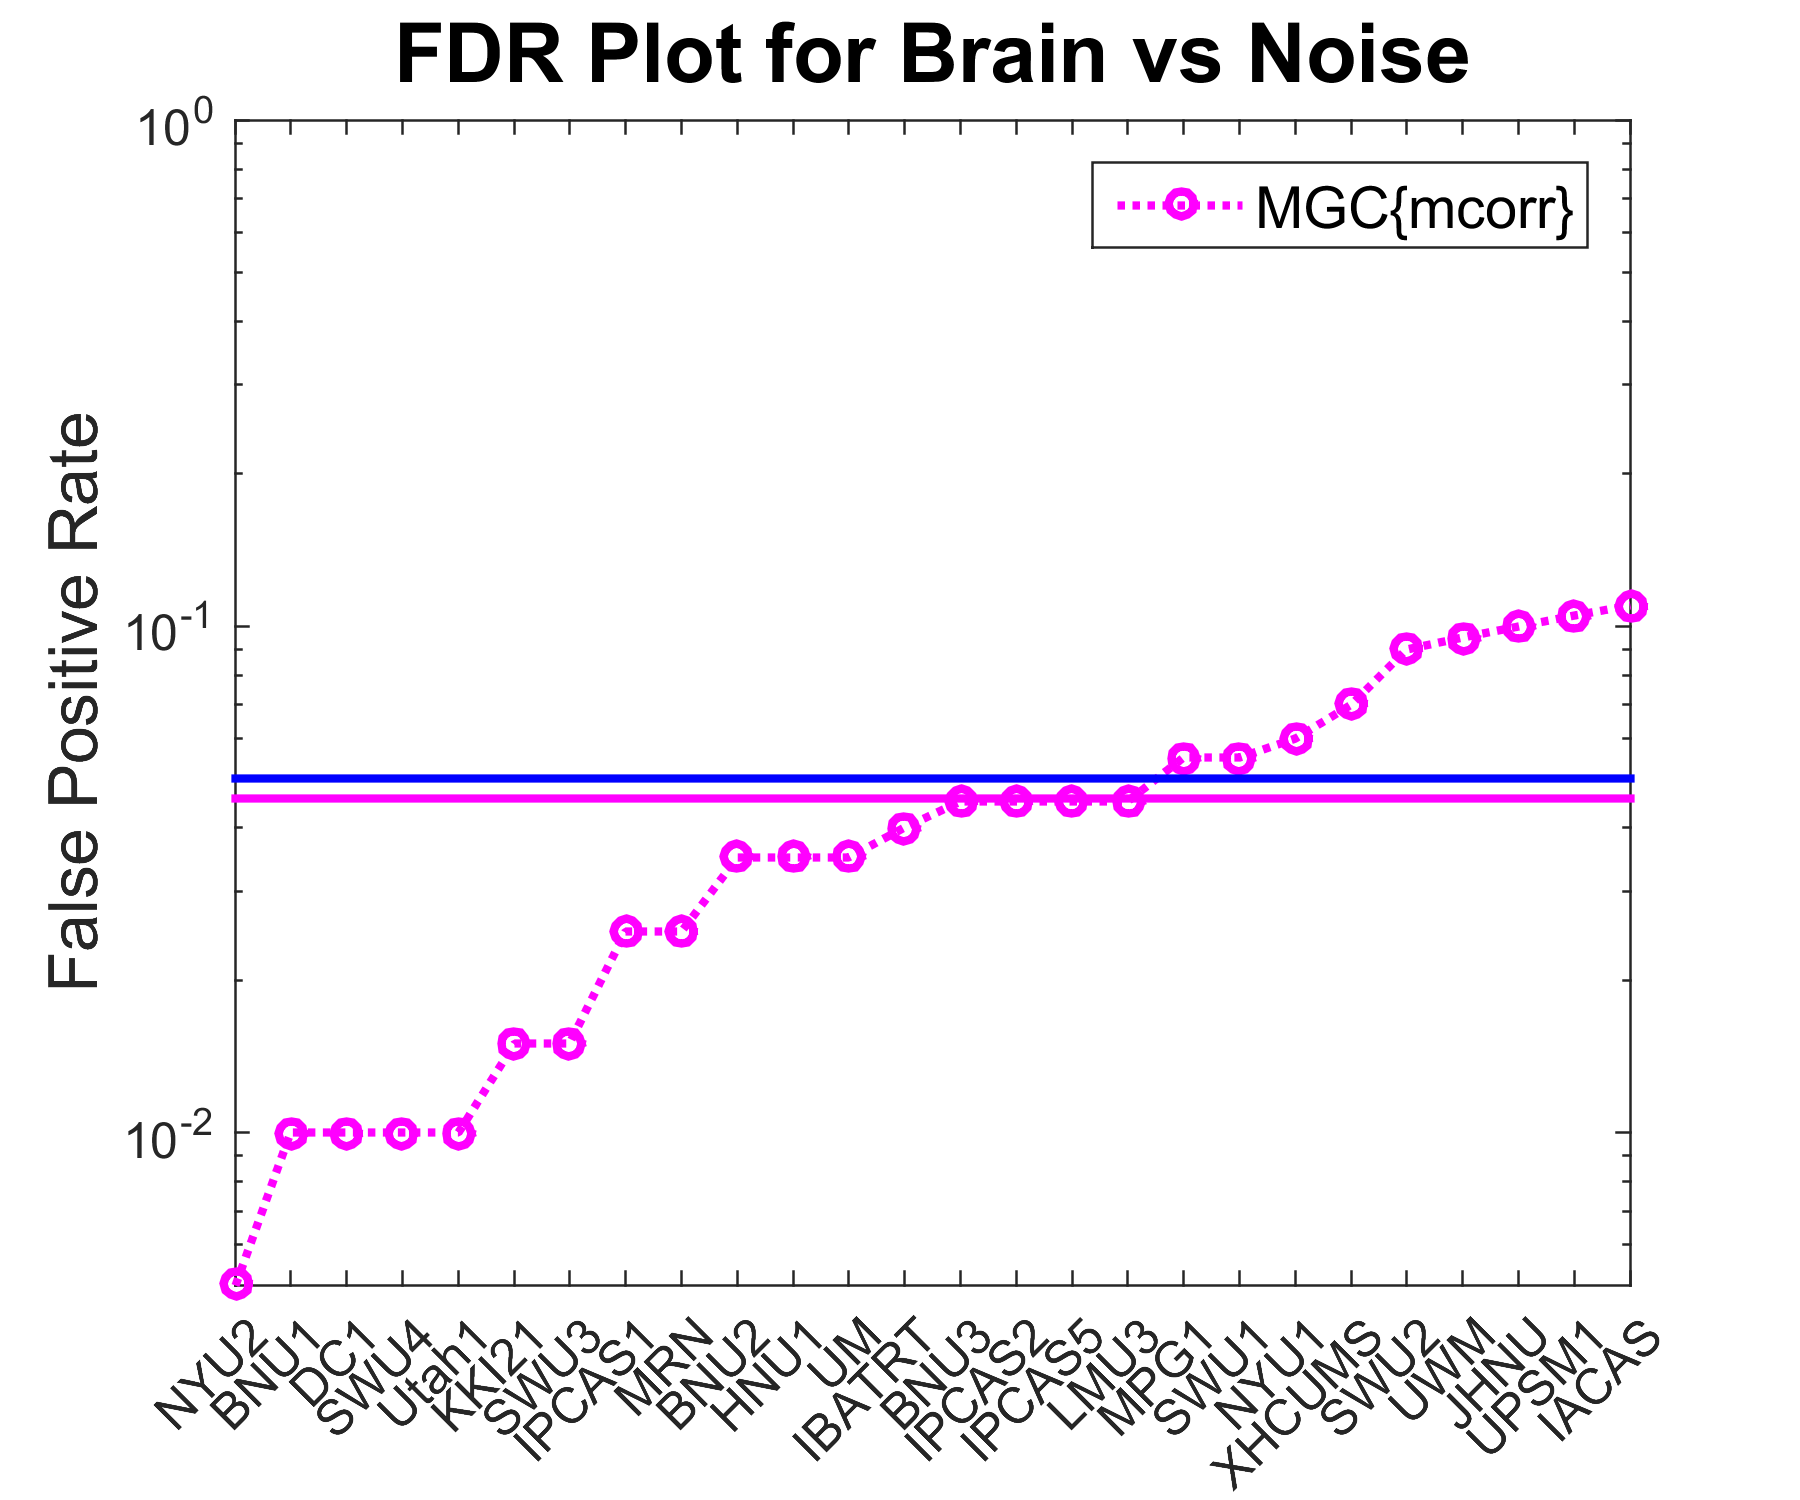 FDR Plot for Brain vs Noise
10^0
MGC{mcorr}
10^-1
10^-2
False Positive Rate
NYU2
BNU1
DC1
SWU4
Utah1
KKI21
SWU3
IPCAS1
MRN
BNU2
HNU1
UM
IBATRT
BNU3
IPCAS2
IPCAS5
LMU3
MPG1
SWU1
NYU1
XHCUMS
SWU2
UWM
JHNU
UPSM1
IACAS